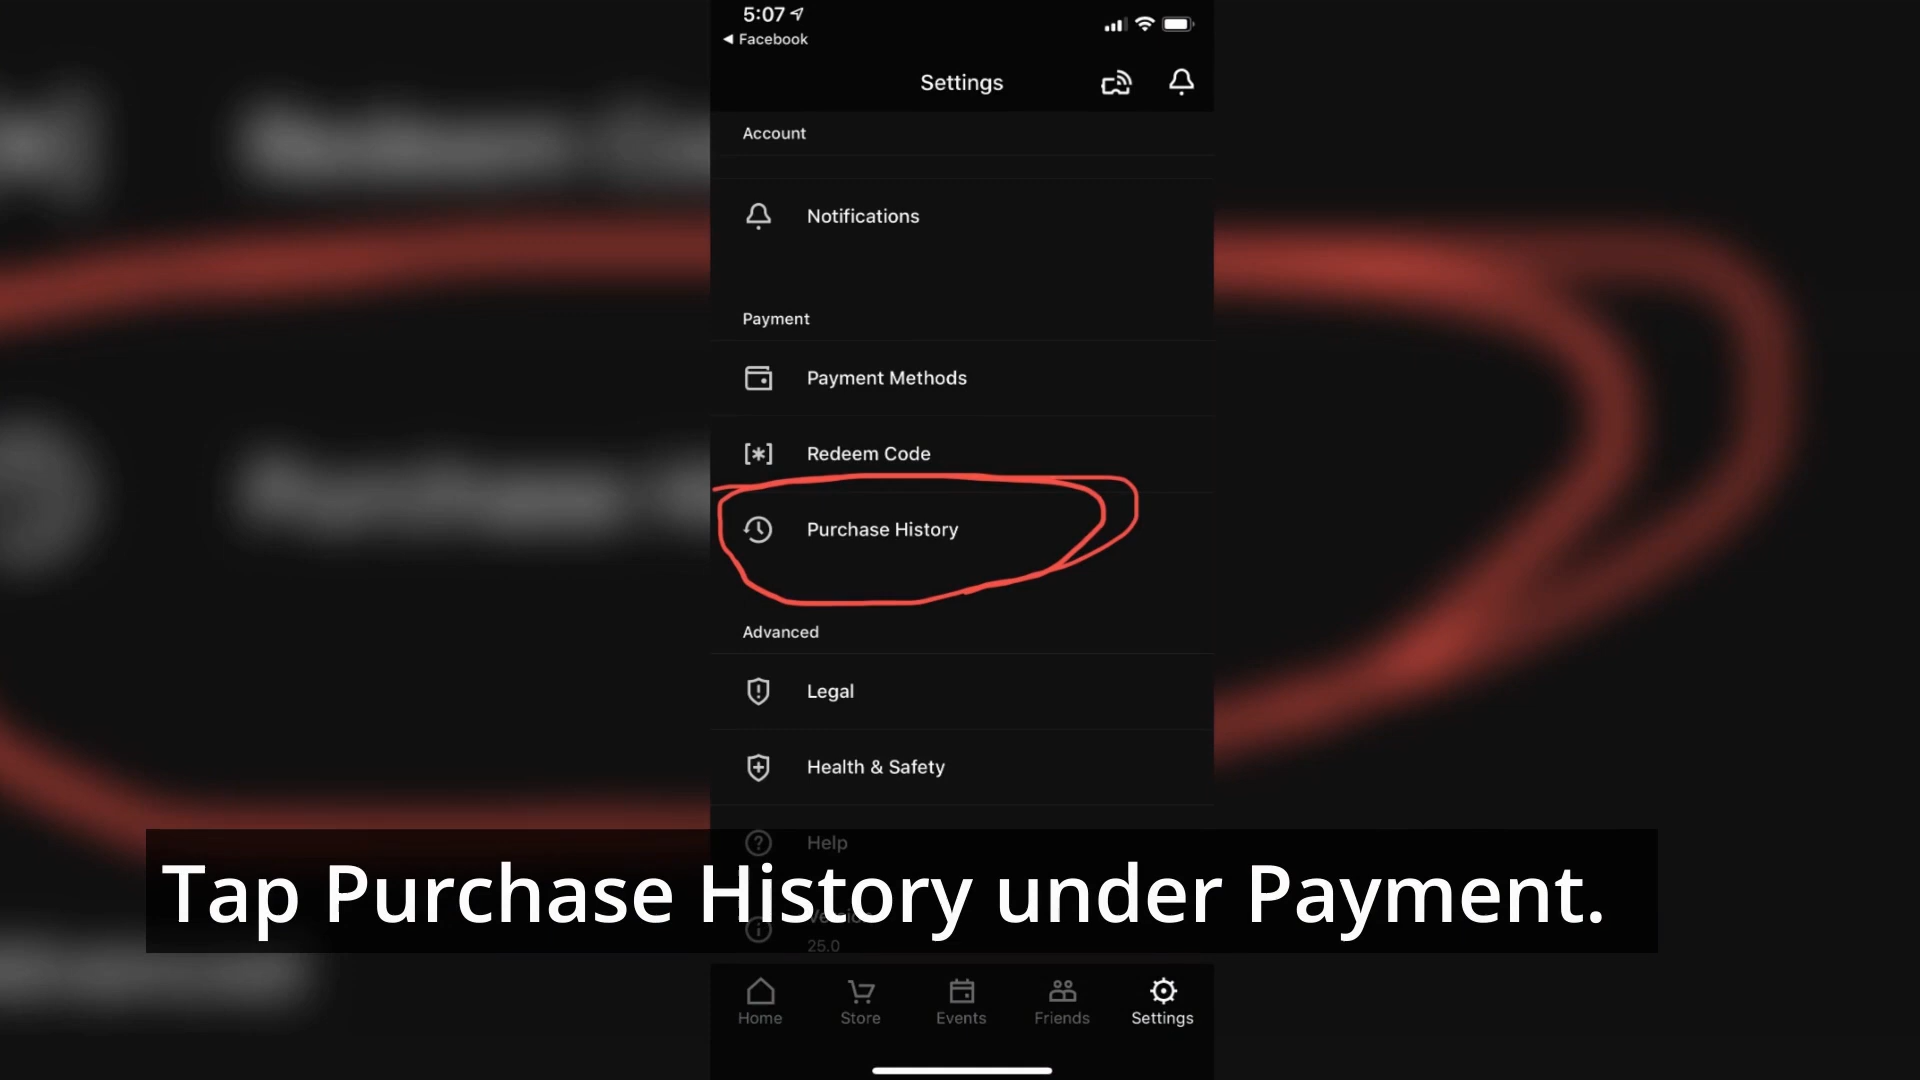 5:07
◀ Facebook
Settings
Account
Notifications
Payment
Payment Methods
Redeem Code
Purchase History
Advanced
Legal
Health & Safety
Help
Tap Purchase History under Payment.
25.0
Home Store Events Friends Settings